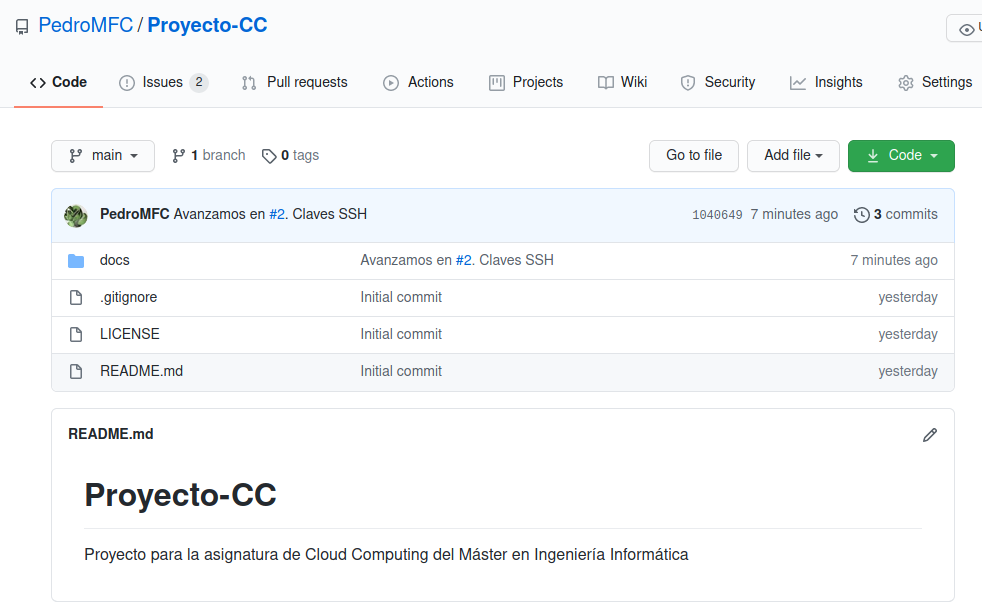 PedroMFC / Proyecto-CC
Code Issues 2 Pull requests Actions Projects Wiki Security Insights Settings
main 1 branch 0 tags Go to file Add file Code
PedroMFC Avanzamos en #2. Claves SSH 1040649 7 minutes ago 3 commits
docs Avanzamos en #2. Claves SSH 7 minutes ago
.gitignore Initial commit yesterday
LICENSE Initial commit yesterday
README.md Initial commit yesterday
README.md
Proyecto-CC
Proyecto para la asignatura de Cloud Computing del Máster en Ingeniería Informática